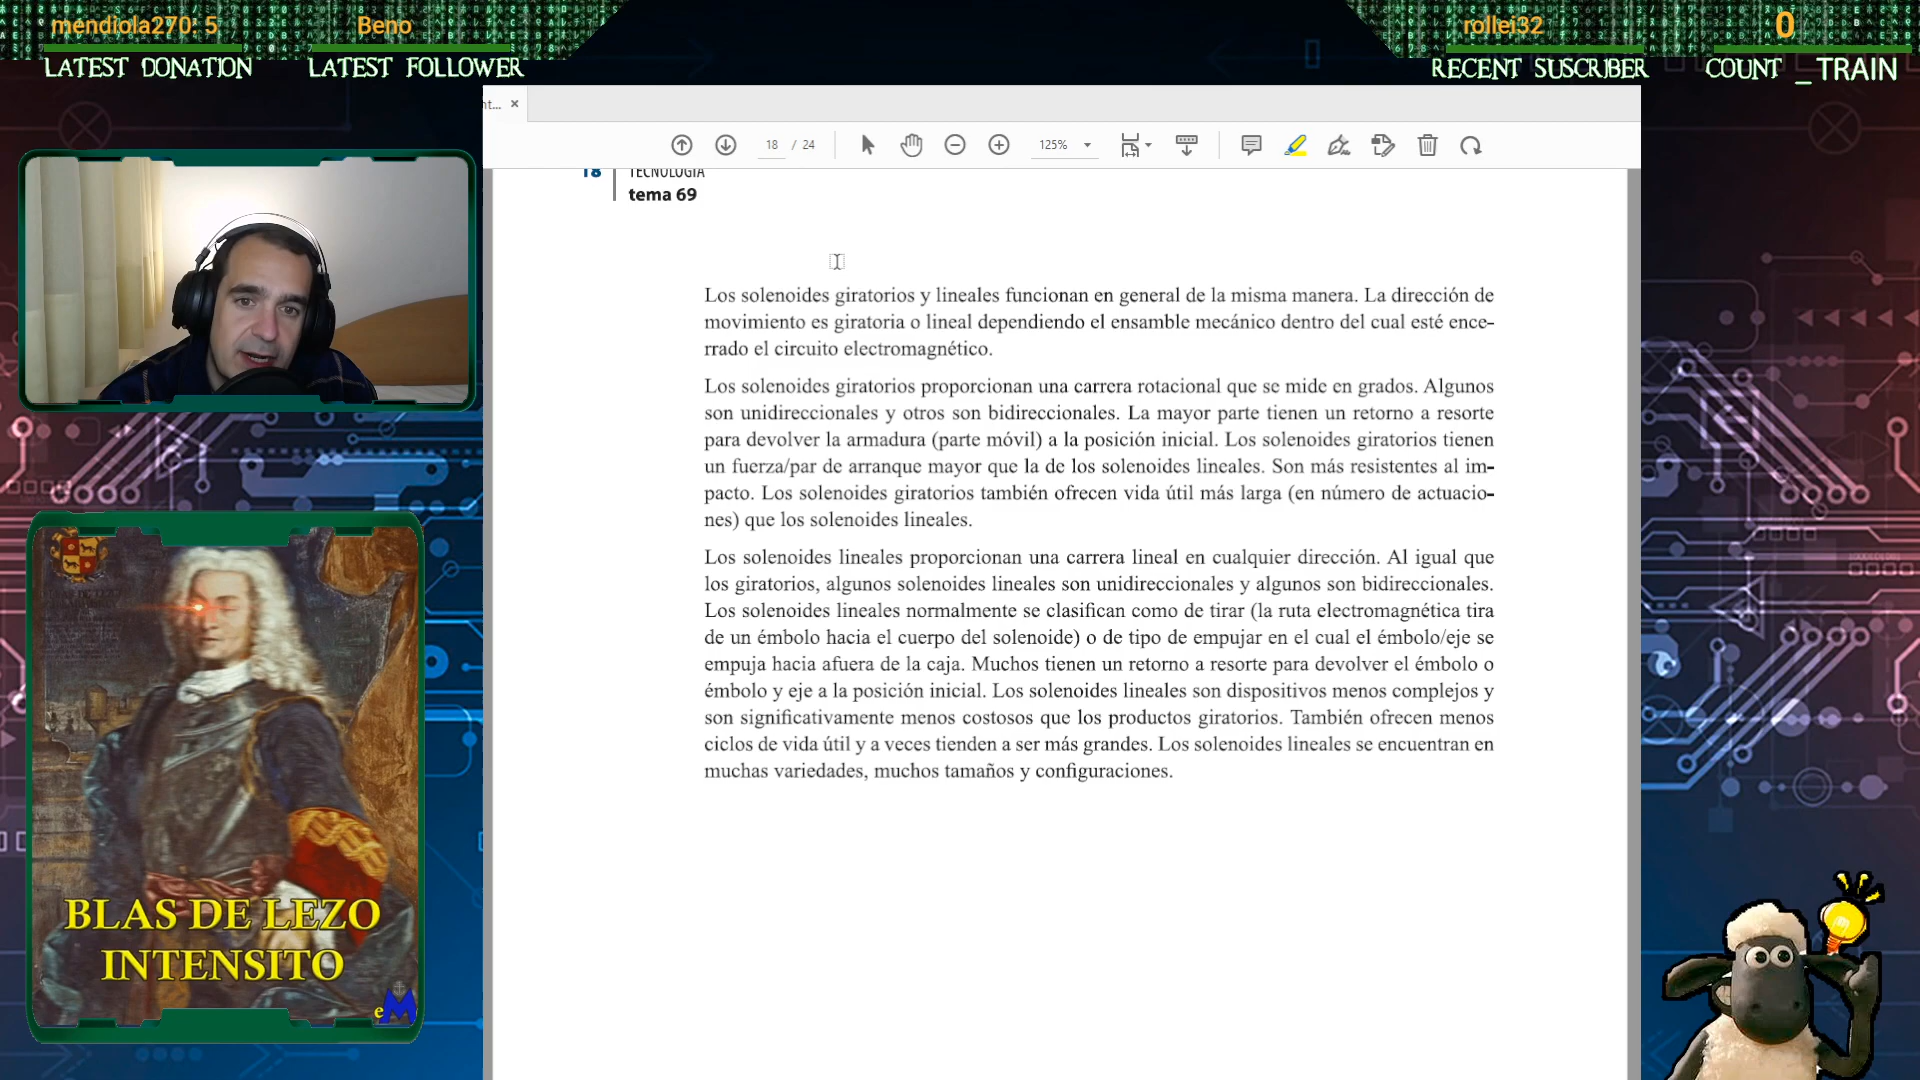 mendiola270: 5
Beno
LATEST DONATION
LATEST FOLLOWER
rollei32
0
RECENT SUSCRIBER
COUNT _TRAIN
nt...
18 / 24
125%
18
TECNOLOGÍA
tema 69
Los solenoides giratorios y lineales funcionan en general de la misma manera. La dirección de
movimiento es giratoria o lineal dependiendo el ensamble mecánico dentro del cual esté ence-
rrado el circuito electromagnético.
Los solenoides giratorios proporcionan una carrera rotacional que se mide en grados. Algunos
son unidireccionales y otros son bidireccionales. La mayor parte tienen un retorno a resorte
para devolver la armadura (parte móvil) a la posición inicial. Los solenoides giratorios tienen
un fuerza/par de arranque mayor que la de los solenoides lineales. Son más resistentes al im-
pacto. Los solenoides giratorios también ofrecen vida útil más larga (en número de actuacio-
nes) que los solenoides lineales.
Los solenoides lineales proporcionan una carrera lineal en cualquier dirección. Al igual que
los giratorios, algunos solenoides lineales son unidireccionales y algunos son bidireccionales.
Los solenoides lineales normalmente se clasifican como de tirar (la ruta electromagnética tira
de un émbolo hacia el cuerpo del solenoide) o de tipo de empujar en el cual el émbolo/eje se
empuja hacia afuera de la caja. Muchos tienen un retorno a resorte para devolver el émbolo o
émbolo y eje a la posición inicial. Los solenoides lineales son dispositivos menos complejos y
son significativamente menos costosos que los productos giratorios. También ofrecen menos
ciclos de vida útil y a veces tienden a ser más grandes. Los solenoides lineales se encuentran en
muchas variedades, muchos tamaños y configuraciones.
BLAS DE LEZO
INTENSITO
eM